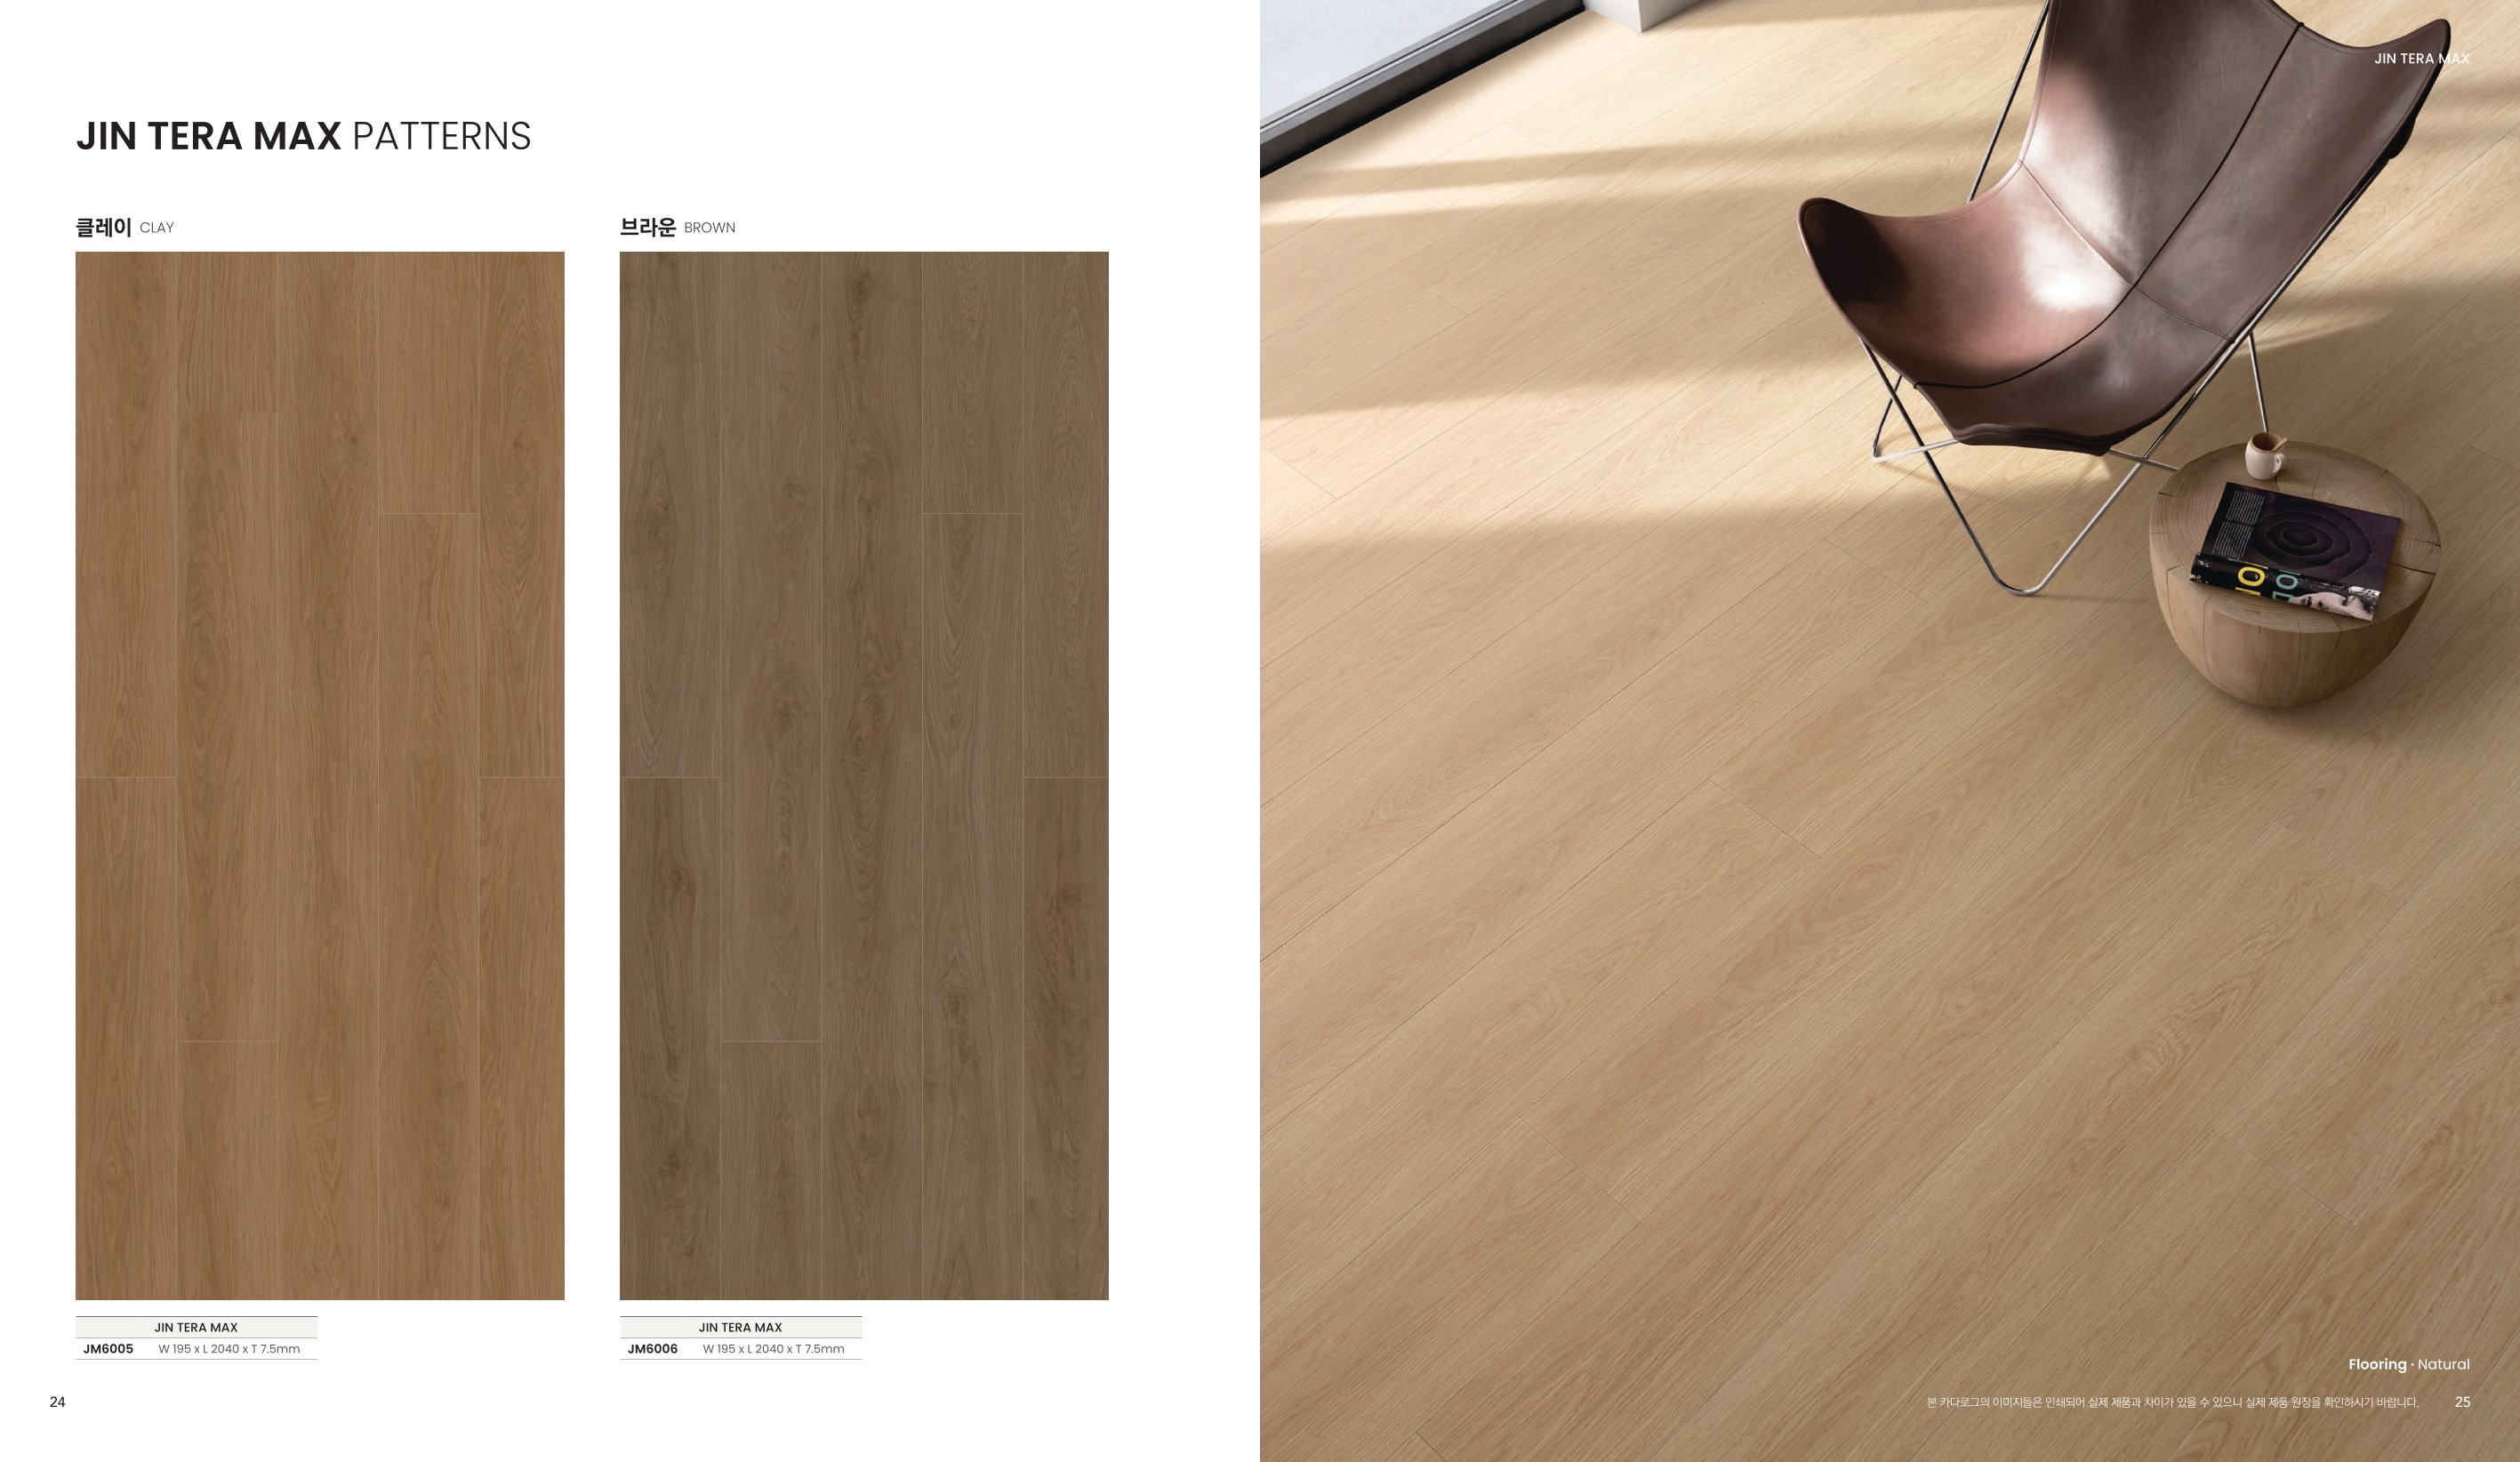 JIN TERA MAX PATTERNS
클레이 CLAY
브라운 BROWN
JIN TERA MAX
JM6005 W 195 x L 2040 x T 7.5mm
JIN TERA MAX
JM6006 W 195 x L 2040 x T 7.5mm
24
JIN TERA MAX
Flooring · Natural
본 카다로그의 이미지들은 인쇄되어 실제 제품과 차이가 있을 수 있으니 실제 제품 원장을 확인하시기 바랍니다. 25